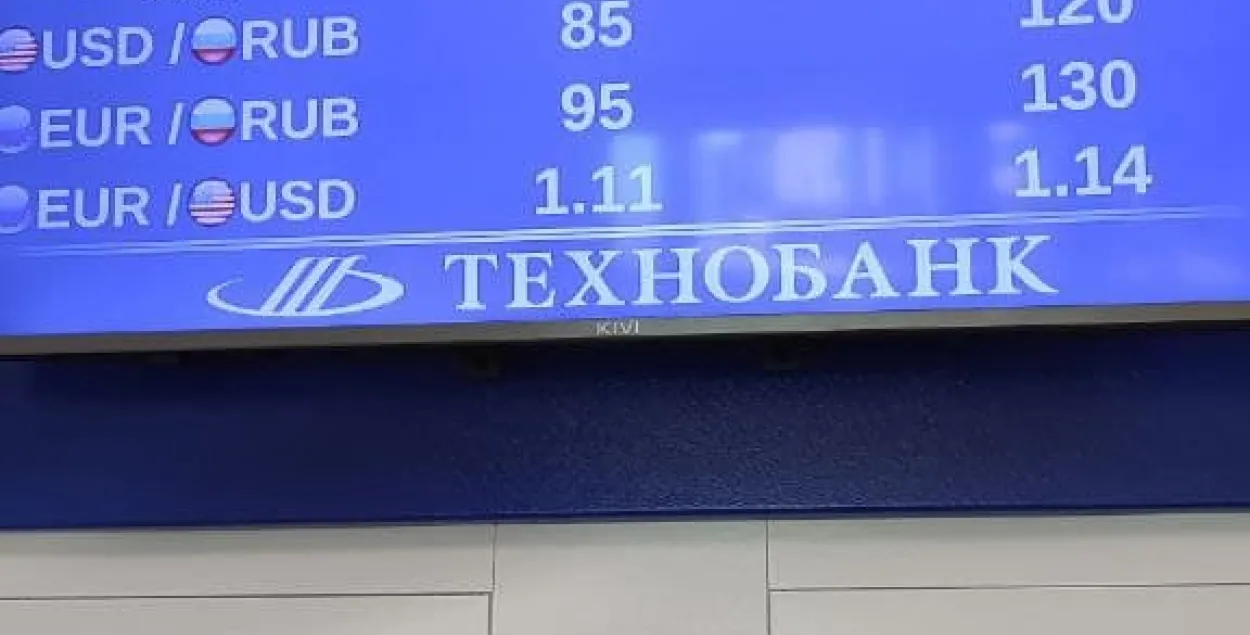 USD / RUB 85 120
EUR / RUB 95 130
EUR / USD 1.11 1.14
ТЕХНОБАНК
KIVI